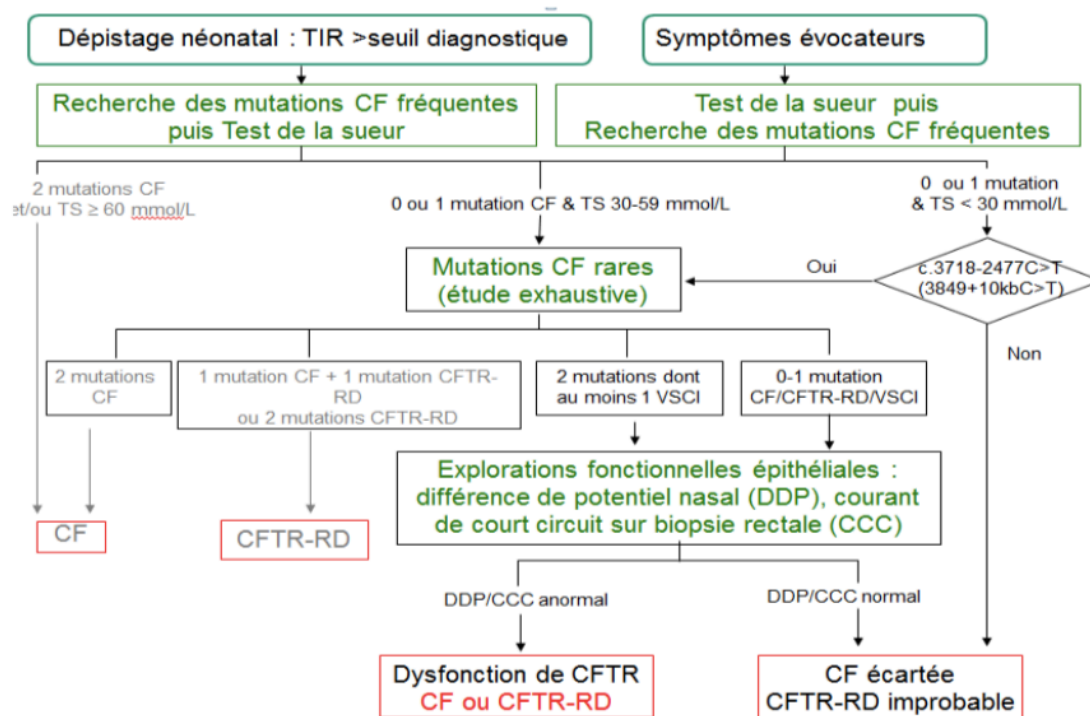 Dépistage néonatal : TIR >seuil diagnostique
Symptômes évocateurs
Recherche des mutations CF fréquentes
puis Test de la sueur
Test de la sueur puis
Recherche des mutations CF fréquentes
2 mutations CF
et/ou TS ≥ 60 mmol/L
0 ou 1 mutation CF & TS 30-59 mmol/L
0 ou 1 mutation
& TS < 30 mmol/L
Mutations CF rares
(étude exhaustive)
Oui
c.3718-2477C>T
(3849+10kbC>T)
Non
2 mutations
CF
1 mutation CF + 1 mutation CFTR-
RD
ou 2 mutations CFTR-RD
2 mutations dont
au moins 1 VSCI
0-1 mutation
CF/CFTR-RD/VSCI
Explorations fonctionnelles épithéliales :
différence de potentiel nasal (DDP), courant
de court circuit sur biopsie rectale (CCC)
CF
CFTR-RD
DDP/CCC anormal
DDP/CCC normal
Dysfonction de CFTR
CF ou CFTR-RD
CF écartée
CFTR-RD improbable